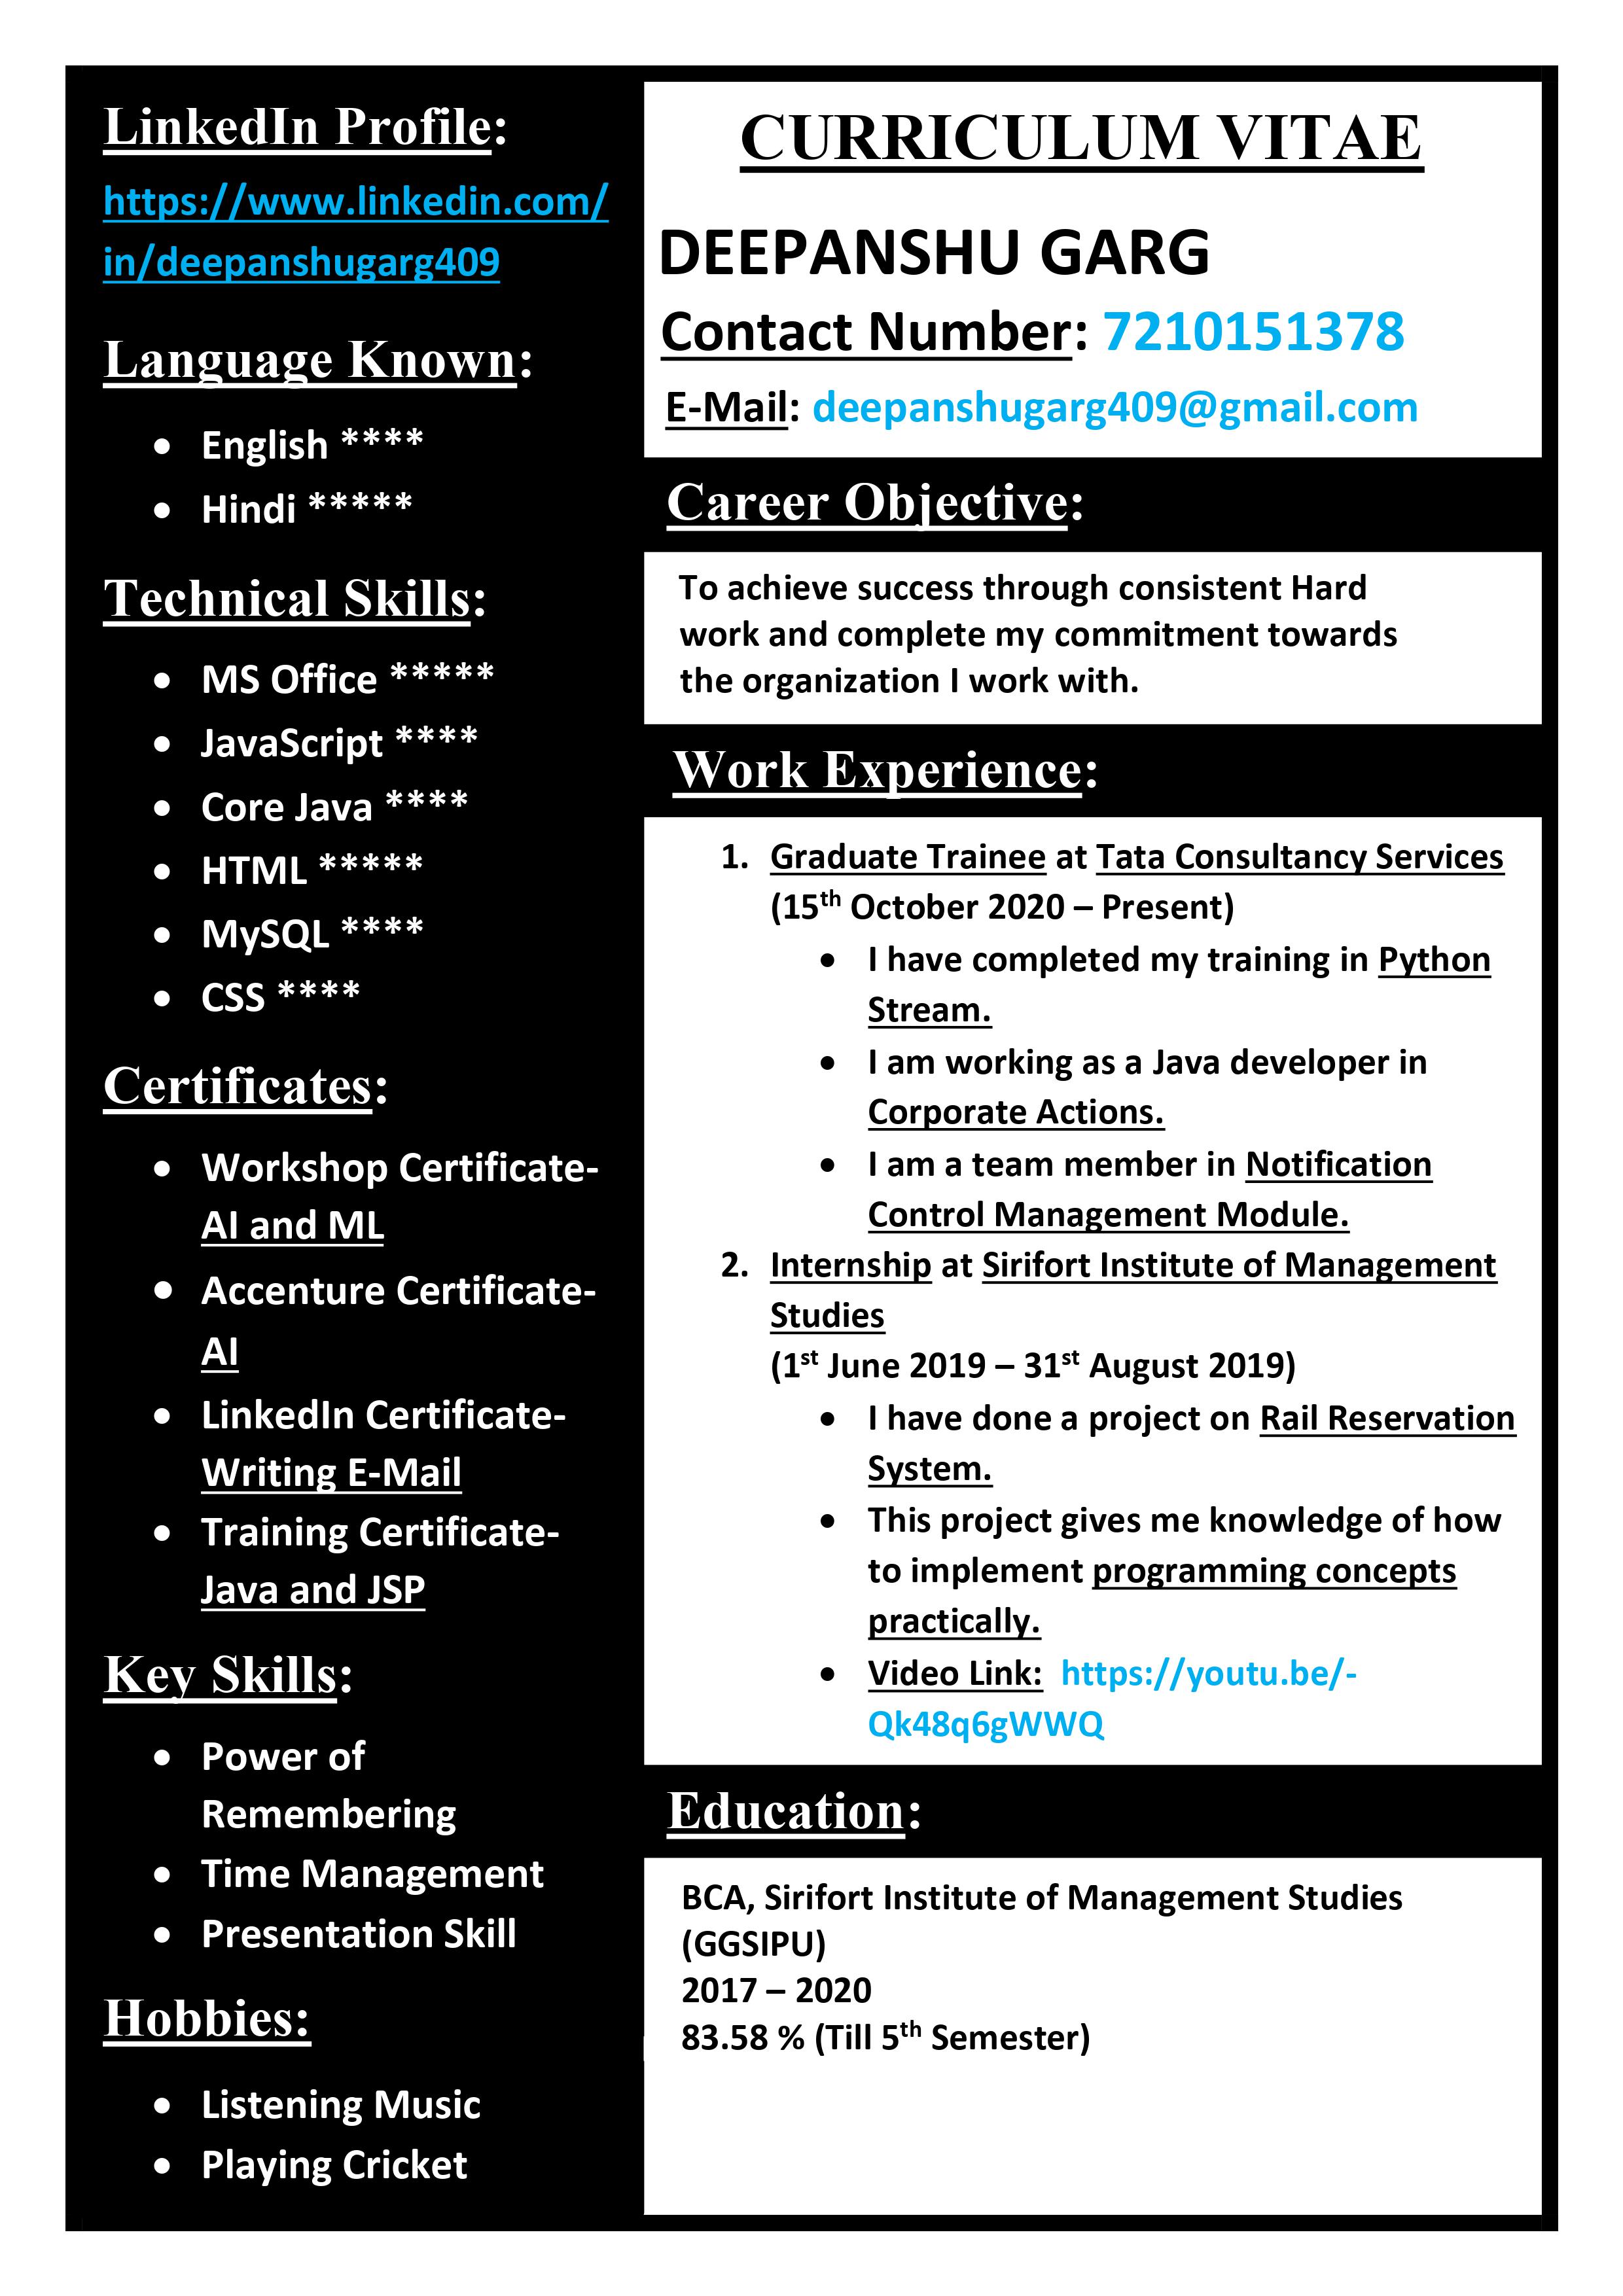 LinkedIn Profile:
https://www.linkedin.com/
in/deepanshugarg409
Language Known:
• English ****
• Hindi *****
Technical Skills:
• MS Office *****
• JavaScript ****
• Core Java ****
• HTML *****
• MySQL ****
• CSS ****
Certificates:
• Workshop Certificate-
AI and ML
• Accenture Certificate-
AI
• LinkedIn Certificate-
Writing E-Mail
• Training Certificate-
Java and JSP
Key Skills:
• Power of
Remembering
• Time Management
• Presentation Skill
Hobbies:
• Listening Music
• Playing Cricket
CURRICULUM VITAE
DEEPANSHU GARG
Contact Number: 7210151378
E-Mail: deepanshugarg409@gmail.com
Career Objective:
To achieve success through consistent Hard
work and complete my commitment towards
the organization I work with.
Work Experience:
1. Graduate Trainee at Tata Consultancy Services
(15th October 2020 – Present)
• I have completed my training in Python
Stream.
• I am working as a Java developer in
Corporate Actions.
• I am a team member in Notification
Control Management Module.
2. Internship at Sirifort Institute of Management
Studies
(1st June 2019 – 31st August 2019)
• I have done a project on Rail Reservation
System.
• This project gives me knowledge of how
to implement programming concepts
practically.
• Video Link: https://youtu.be/-
Qk48q6gWWQ
Education:
BCA, Sirifort Institute of Management Studies
(GGSIPU)
2017 – 2020
83.58 % (Till 5th Semester)